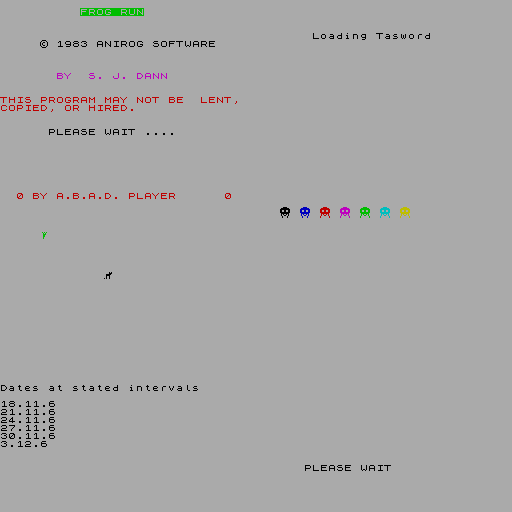 FROG RUN
© 1983 ANIROG SOFTWARE
Loading Tasword
BY  S. J. DANN
THIS PROGRAM MAY NOT BE  LENT,
COPIED, OR HIRED.
PLEASE WAIT ....
0 BY A.B.A.D. PLAYER 0
Dates at stated intervals
18.11.6
21.11.6
24.11.6
27.11.6
30.11.6
3.12.6
PLEASE WAIT